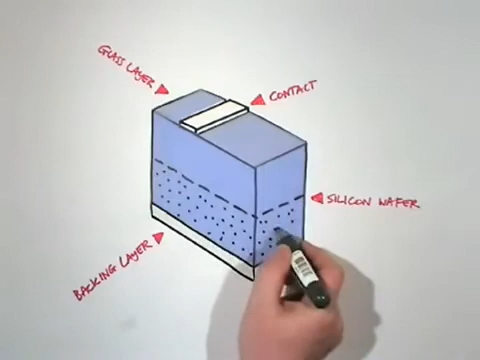 GLASS LAYER
CONTACT
SILICON WAFER
BACKING LAYER